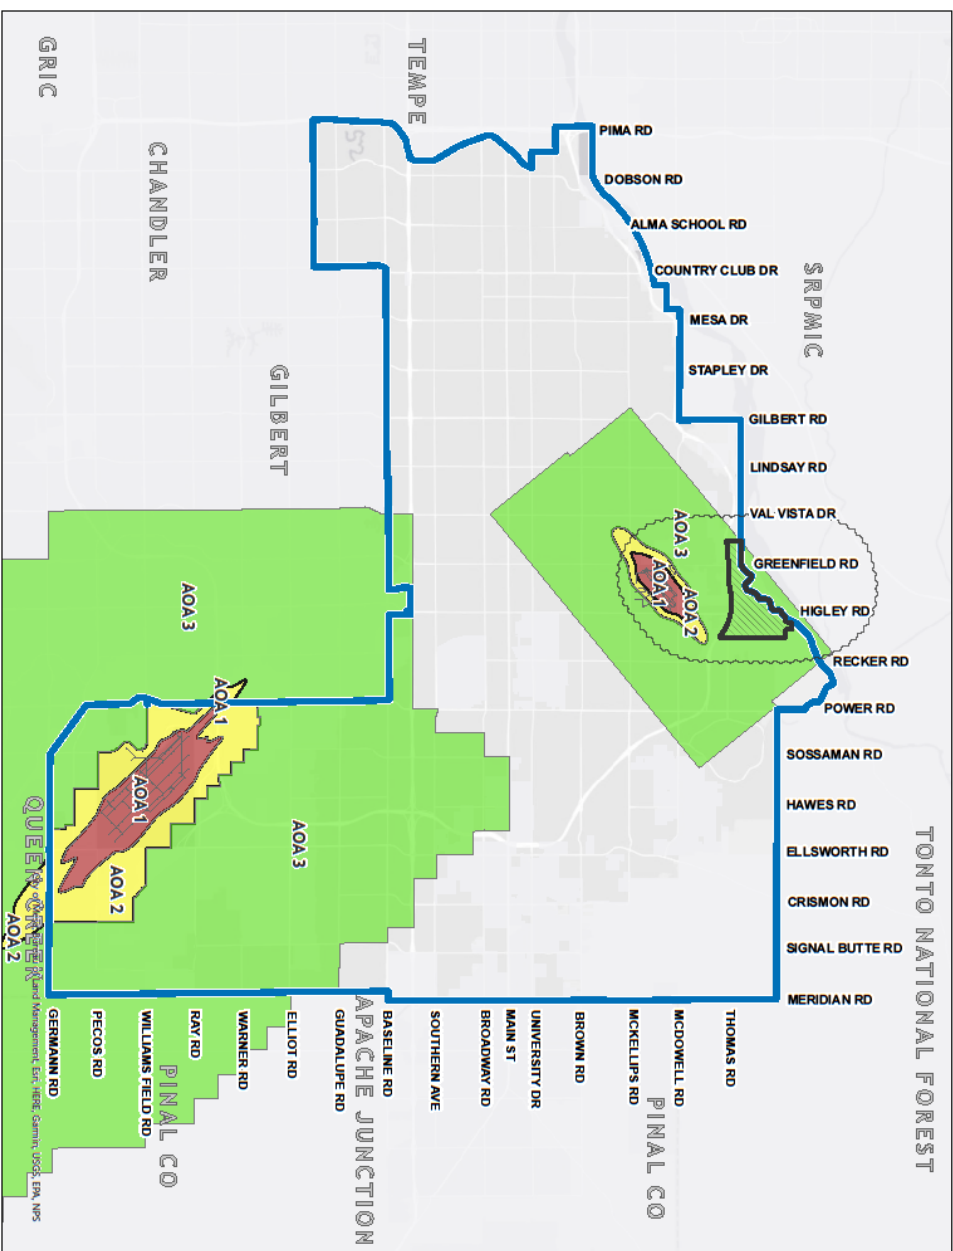 GRIC
TEMPE
CHANDLER
GILBERT
SRPMIC
PIMA RD
DOBSON RD
ALMA SCHOOL RD
COUNTRY CLUB DR
MESA DR
STAPLEY DR
GILBERT RD
LINDSAY RD
VAL VISTA DR
GREENFIELD RD
HIGLEY RD
RECKER RD
POWER RD
SOSSAMAN RD
HAWES RD
ELLSWORTH RD
CRISMON RD
SIGNAL BUTTE RD
MERIDIAN RD
TONTO NATIONAL FOREST
AOA 3
AOA 1
AOA 2
AOA 3
AOA 1
AOA 1
AOA 3
AOA 2
AOA 2
QUEEN CREEK
Land Management, Esri, HERE, Garmin, USGS, EPA, NPS
GERMANN RD
PECOS RD
WILLIAMS FIELD RD
RAY RD
WARNER RD
ELLIOT RD
GUADALUPE RD
BASELINE RD
SOUTHERN AVE
BROADWAY RD
MAIN ST
UNIVERSITY DR
BROWN RD
MCKELLIPS RD
MCDOWELL RD
THOMAS RD
APACHE JUNCTION
PINAL CO
PINAL CO